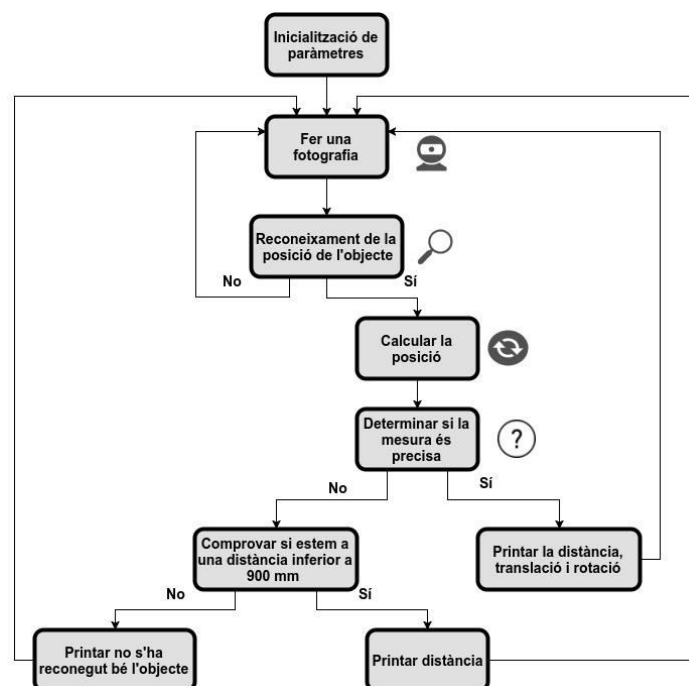 Inicialització de
paràmetres
Fer una
fotografia
Reconeixament de la
posició de l'objecte
No
Sí
Calcular la
posició
Determinar si la
mesura és
precisa
?
No
Sí
Comprovar si estem a
una distància inferior a
900 mm
Printar la distància,
translació i rotació
No
Sí
Printar no s'ha
reconegut bé l'objecte
Printar distància